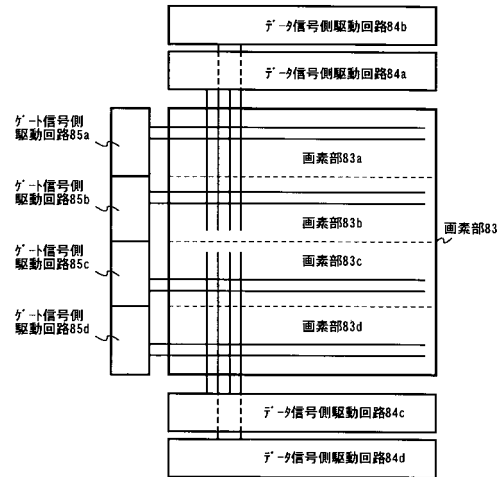 データ信号側駆動回路84b
データ信号側駆動回路84a
ゲート信号側
駆動回路85a
画素部83a
ゲート信号側
駆動回路85b
画素部83b
画素部83
ゲート信号側
駆動回路85c
画素部83c
ゲート信号側
駆動回路85d
画素部83d
データ信号側駆動回路84c
データ信号側駆動回路84d